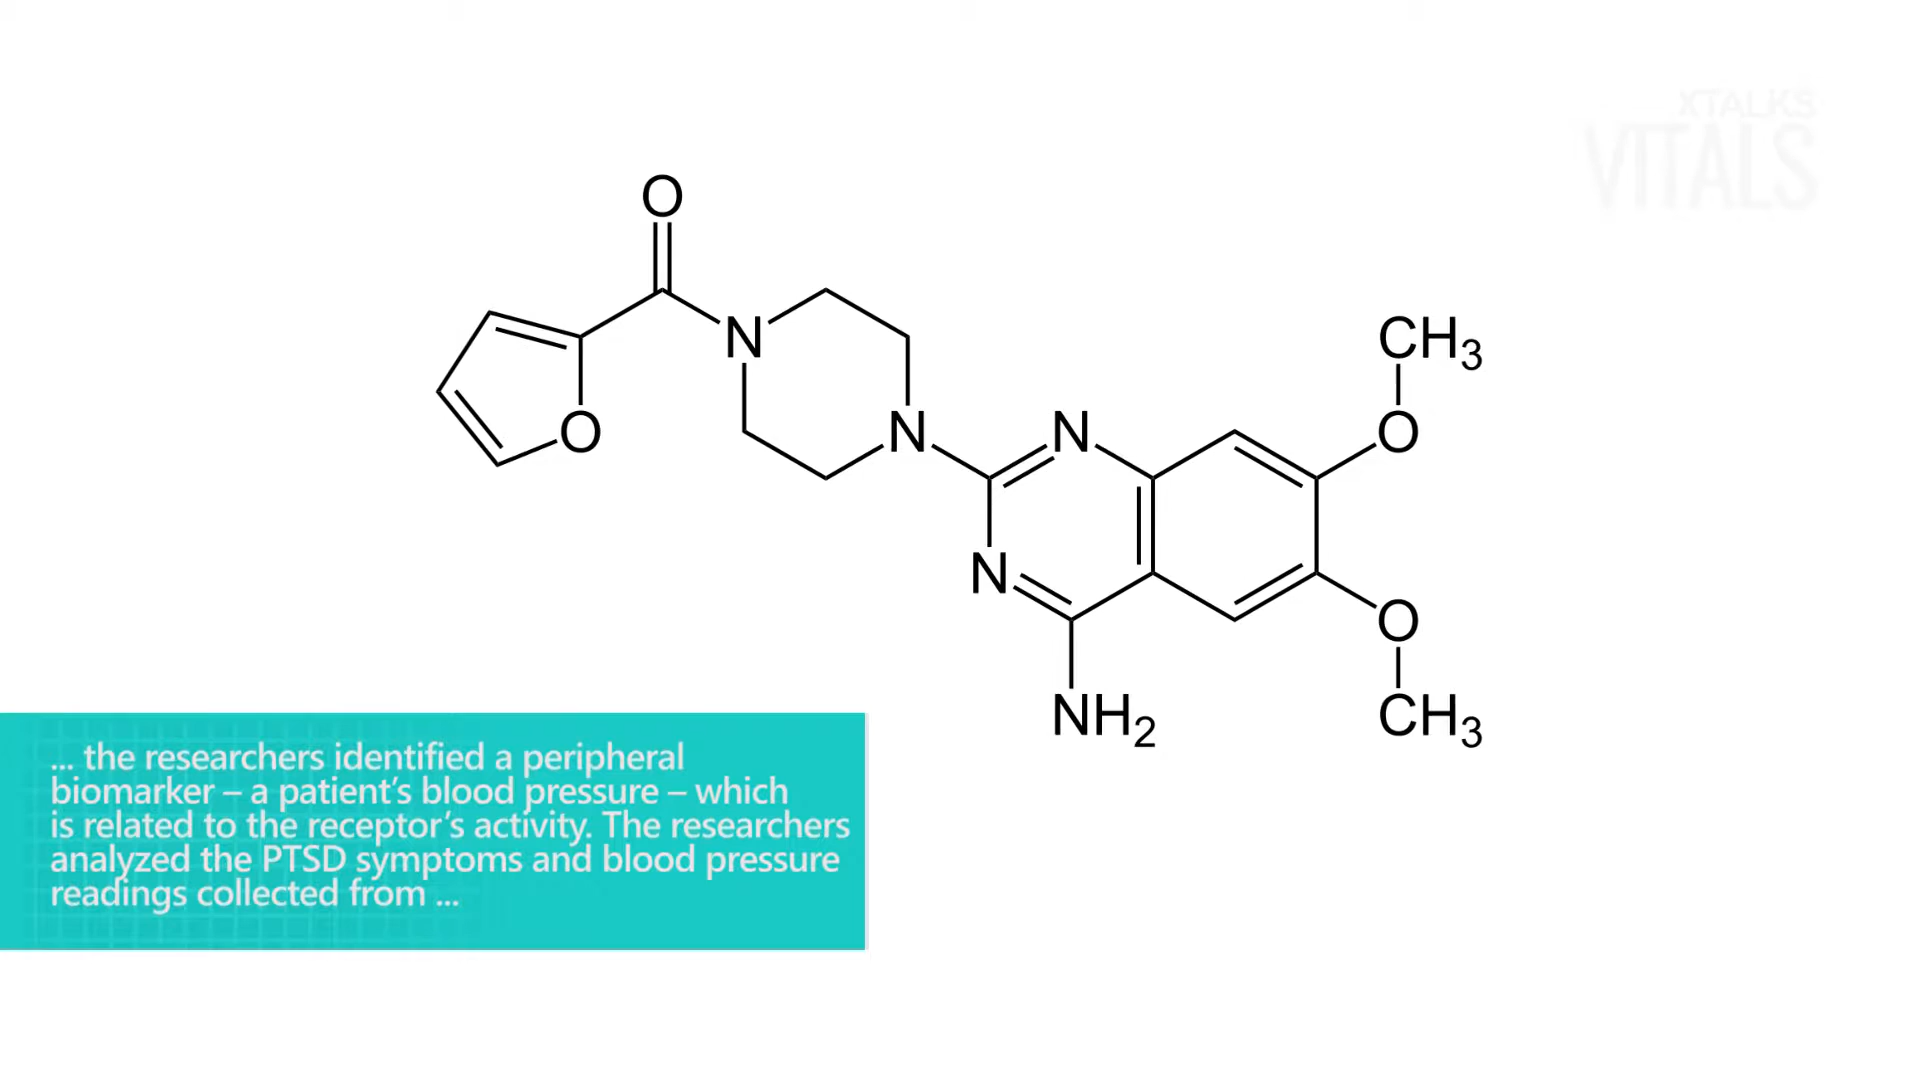 XTALKS
VITALS
O
N
CH3
O
N
N
O
N
O
NH2
CH3
... the researchers identified a peripheral
biomarker – a patient’s blood pressure – which
is related to the receptor’s activity. The researchers
analyzed the PTSD symptoms and blood pressure
readings collected from ...